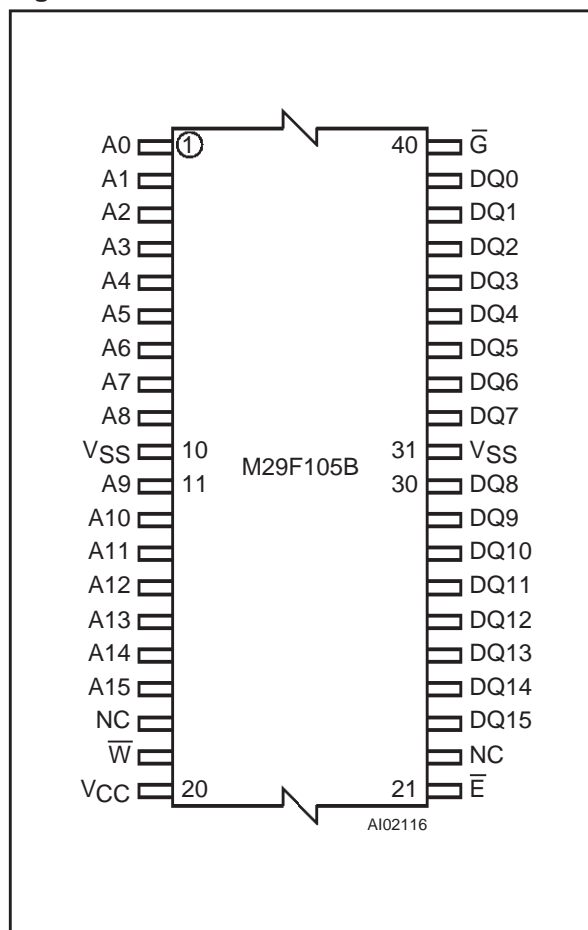 A0 1 40 G̅
A1 DQ0
A2 DQ1
A3 DQ2
A4 DQ3
A5 DQ4
A6 DQ5
A7 DQ6
A8 DQ7
VSS 10 31 VSS
M29F105B
A9 11 30 DQ8
A10 DQ9
A11 DQ10
A12 DQ11
A13 DQ12
A14 DQ13
A15 DQ14
NC DQ15
W̅ NC
VCC 20 21 E̅
AI02116